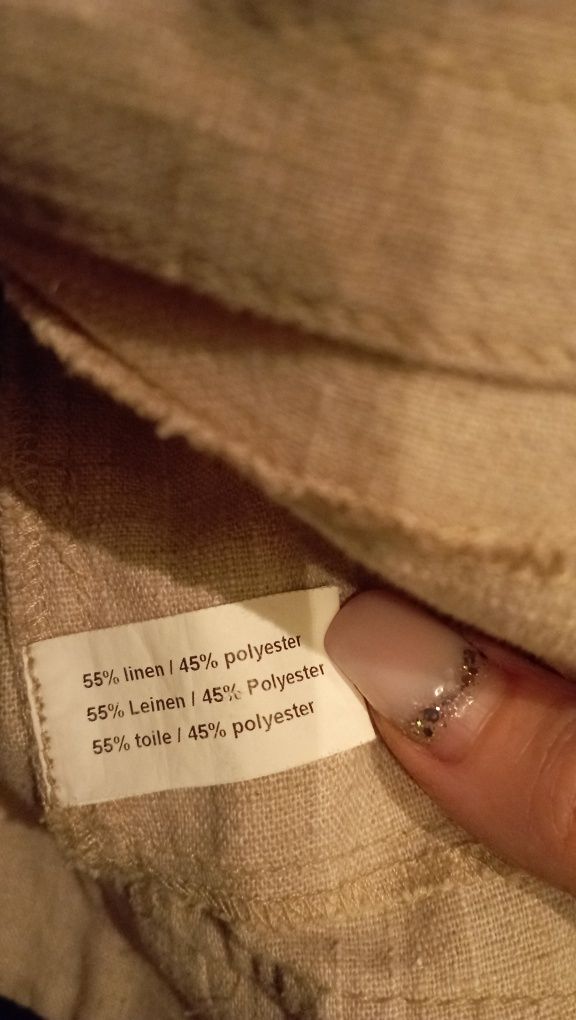 55% linen / 45% polyester
55% Leinen / 45% Polyester
55% toile / 45% polyester